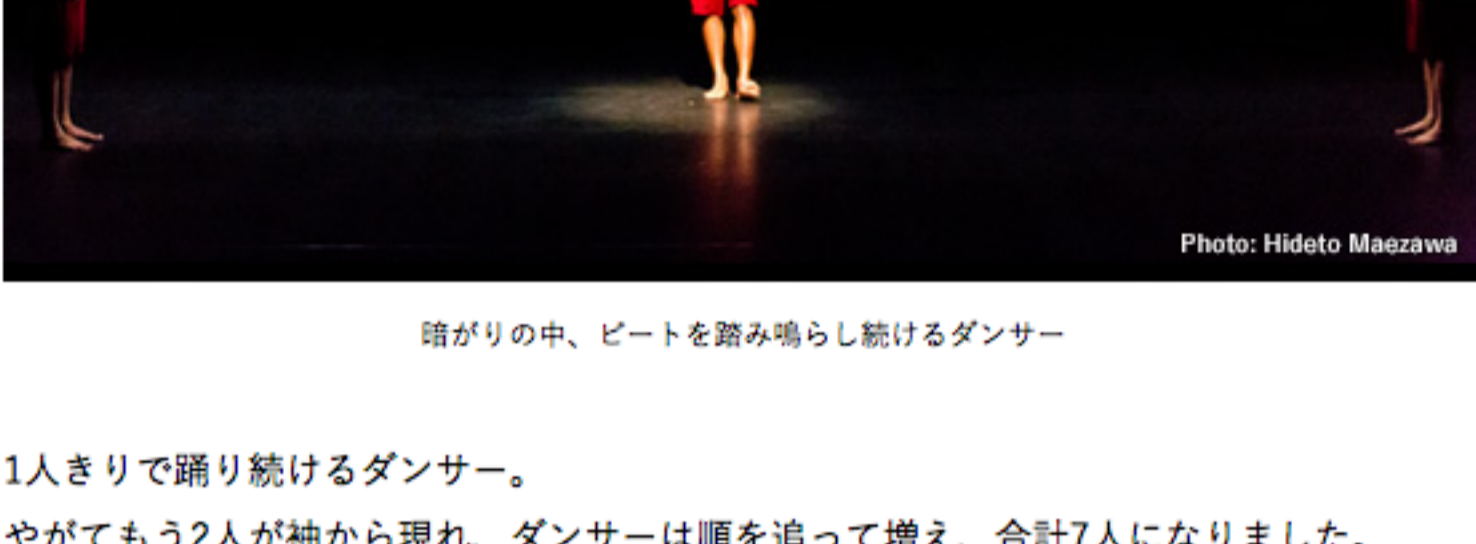 Photo: Hideto Maezawa
暗がりの中、ビートを踏み鳴らし続けるダンサー
1人きりで踊り続けるダンサー。
やがてもう2人が袖から現れ、ダンサーは順を追って増え、合計7人になりました。